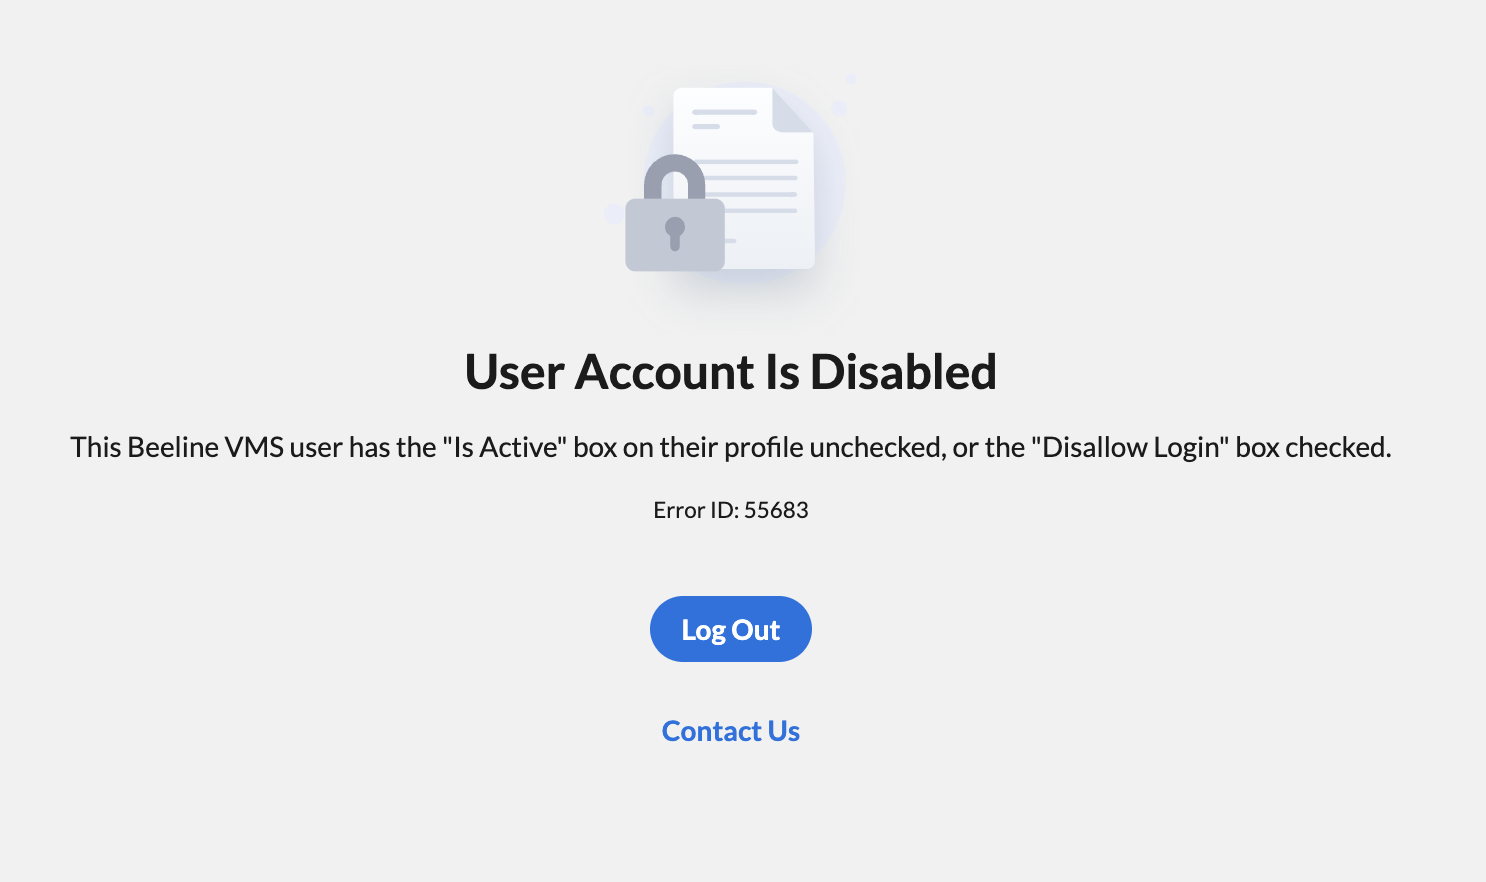 User Account Is Disabled
This Beeline VMS user has the "Is Active" box on their profile unchecked, or the "Disallow Login" box checked.
Error ID: 55683
Log Out
Contact Us